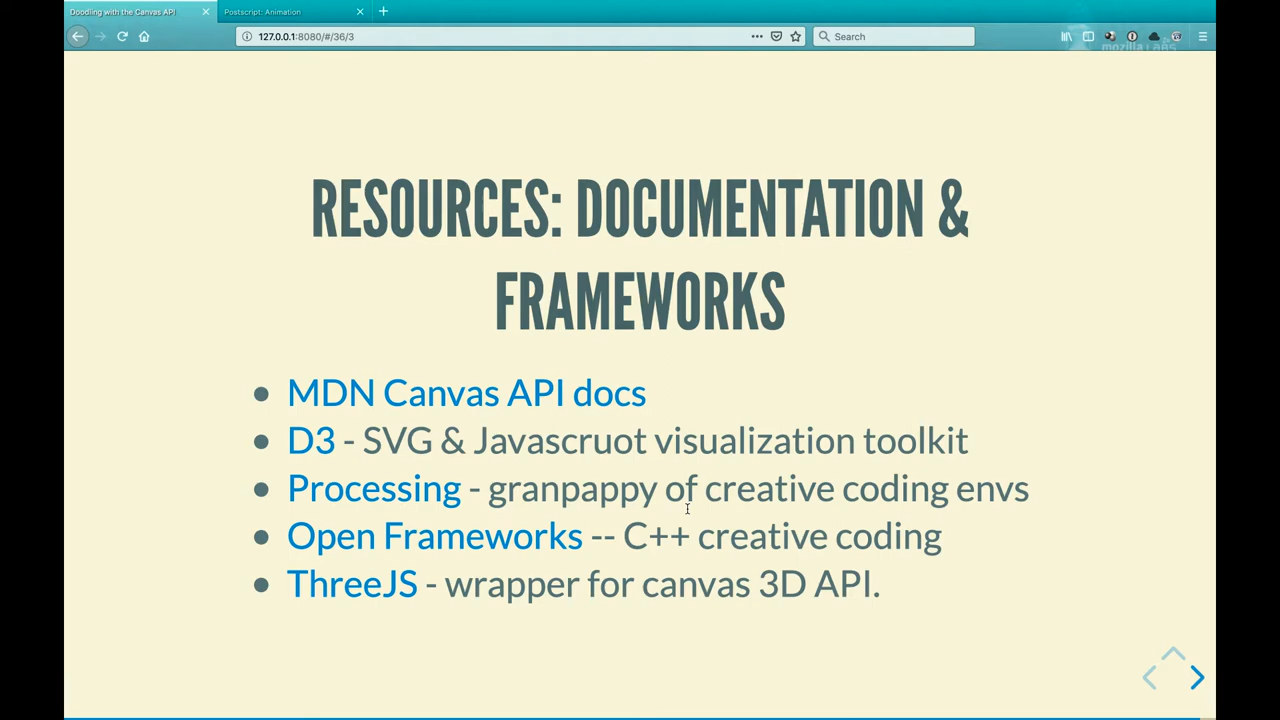 Doodling with the Canvas API
Postscript: Animation
127.0.0.1:8080/#/36/3
Search
mozilla LABS
RESOURCES: DOCUMENTATION &
FRAMEWORKS
• MDN Canvas API docs
• D3 - SVG & Javascruot visualization toolkit
• Processing - granpappy of creative coding envs
• Open Frameworks -- C++ creative coding
• ThreeJS - wrapper for canvas 3D API.